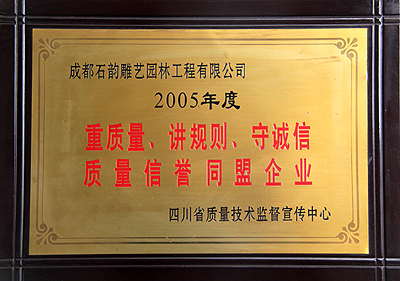 成都石韵雕艺园林工程有限公司
2005年度
重质量、讲规则、守诚信
质量信誉同盟企业
四川省质量技术监督宣传中心